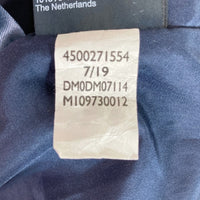 The Netherlands
4500271554
7/19
DM0DM07114
M109730012